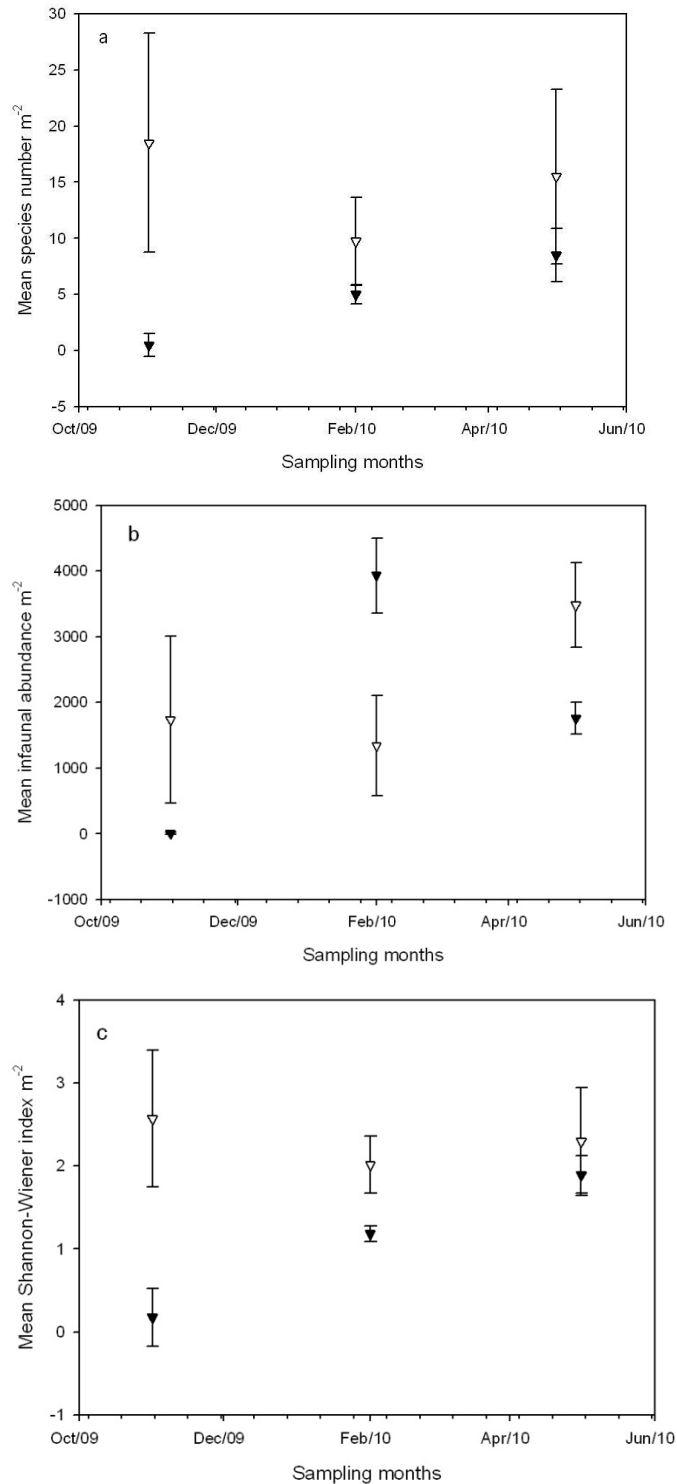 a
30
25
20
15
10
5
0
-5
Mean species number m-2
Oct/09 Dec/09 Feb/10 Apr/10 Jun/10
Sampling months
b
5000
4000
3000
2000
1000
0
-1000
Mean infaunal abundance m-2
Oct/09 Dec/09 Feb/10 Apr/10 Jun/10
Sampling months
c
4
3
2
1
0
-1
Mean Shannon-Wiener index m-2
Oct/09 Dec/09 Feb/10 Apr/10 Jun/10
Sampling months